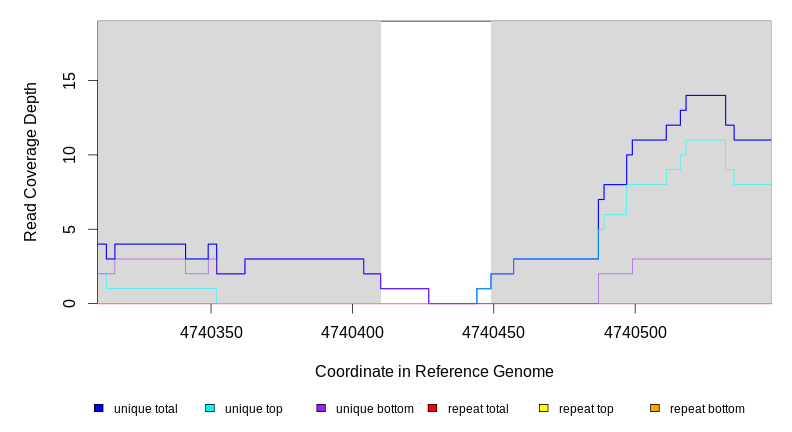 Read Coverage Depth
15
10
5
0
4740350 4740400 4740450 4740500
Coordinate in Reference Genome
unique total unique top unique bottom repeat total repeat top repeat bottom